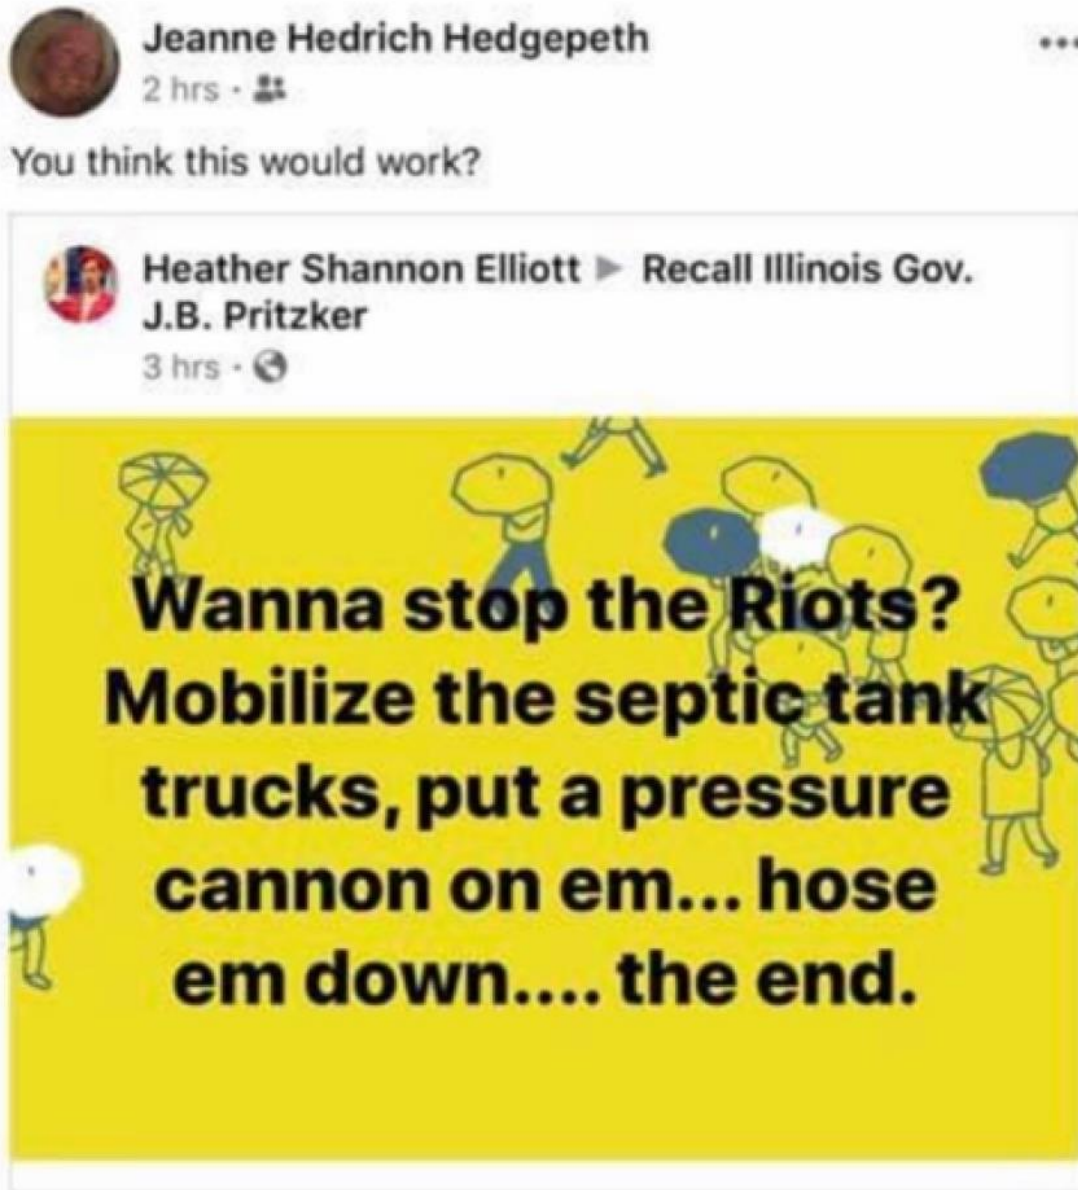 Jeanne Hedrich Hedgepeth
2 hrs ·
You think this would work?
Heather Shannon Elliott ▶ Recall Illinois Gov.
J.B. Pritzker
3 hrs ·
Wanna stop the Riots?
Mobilize the septic tank
trucks, put a pressure
cannon on em... hose
em down.... the end.